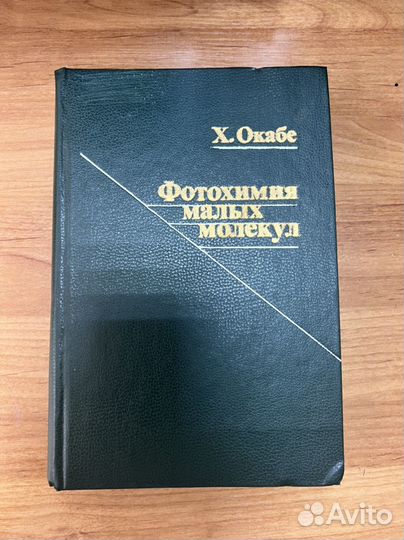 Х. Окабе
Фотохимия
малых
молекул
Avito